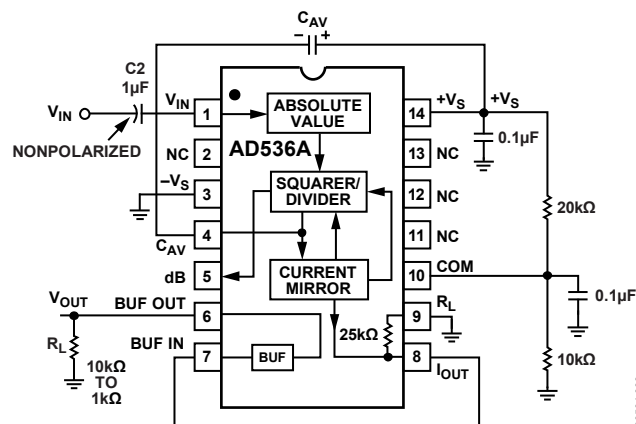 CAV
− +
C2
1µF
VIN
NONPOLARIZED
VIN
1
NC
2
−VS
3
4
CAV
dB
5
VOUT
BUF OUT
6
BUF IN
7
RL
10kΩ
TO
1kΩ
ABSOLUTE
VALUE
AD536A
SQUARER/
DIVIDER
CURRENT
MIRROR
25kΩ
BUF
+VS
+VS
14
0.1µF
13
NC
12
NC
11
NC
20kΩ
COM
10
0.1µF
RL
9
10kΩ
8
IOUT